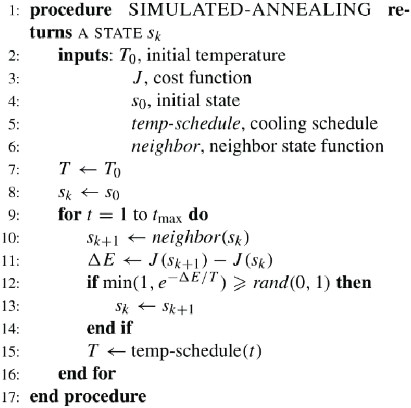 1: procedure SIMULATED-ANNEALING re-
turns A STATE s_k
2: inputs: T_0, initial temperature
3: J, cost function
4: s_0, initial state
5: temp-schedule, cooling schedule
6: neighbor, neighbor state function
7: T ← T_0
8: s_k ← s_0
9: for t = 1 to t_max do
10: s_{k+1} ← neighbor(s_k)
11: ΔE ← J(s_{k+1}) − J(s_k)
12: if min(1, e^{−ΔE/T}) ⩾ rand(0, 1) then
13: s_k ← s_{k+1}
14: end if
15: T ← temp-schedule(t)
16: end for
17: end procedure